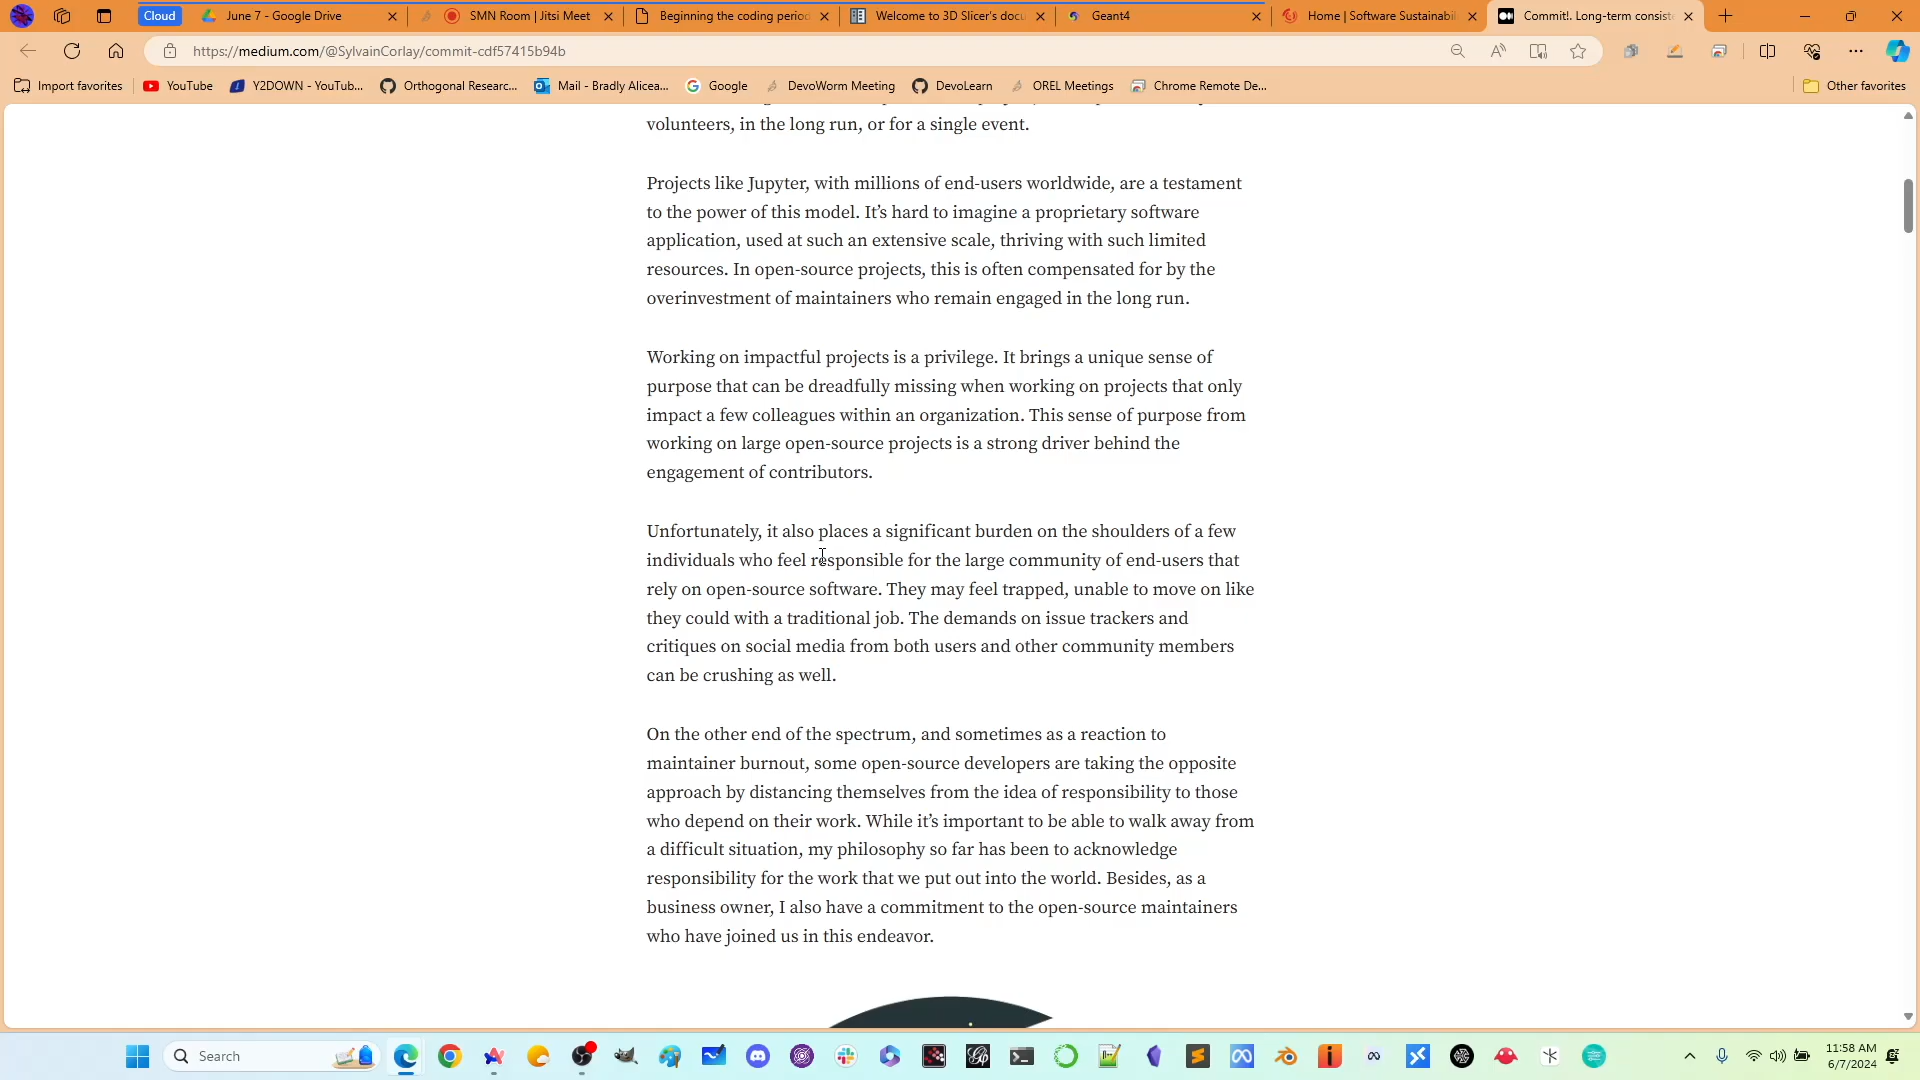 Cloud
June 7 - Google Drive
SMN Room | Jitsi Meet
Beginning the coding period
Welcome to 3D Slicer's docu
Geant4
Home | Software Sustainabil
Commit!. Long-term consiste
https://medium.com/@SylvainCorlay/commit-cdf57415b94b
Import favorites
YouTube
Y2DOWN - YouTub...
Orthogonal Researc...
Mail - Bradly Alicea...
Google
DevoWorm Meeting
DevoLearn
OREL Meetings
Chrome Remote De...
Other favorites
volunteers, in the long run, or for a single event.
Projects like Jupyter, with millions of end-users worldwide, are a testament
to the power of this model. It’s hard to imagine a proprietary software
application, used at such an extensive scale, thriving with such limited
resources. In open-source projects, this is often compensated for by the
overinvestment of maintainers who remain engaged in the long run.
Working on impactful projects is a privilege. It brings a unique sense of
purpose that can be dreadfully missing when working on projects that only
impact a few colleagues within an organization. This sense of purpose from
working on large open-source projects is a strong driver behind the
engagement of contributors.
Unfortunately, it also places a significant burden on the shoulders of a few
individuals who feel responsible for the large community of end-users that
rely on open-source software. They may feel trapped, unable to move on like
they could with a traditional job. The demands on issue trackers and
critiques on social media from both users and other community members
can be crushing as well.
On the other end of the spectrum, and sometimes as a reaction to
maintainer burnout, some open-source developers are taking the opposite
approach by distancing themselves from the idea of responsibility to those
who depend on their work. While it’s important to be able to walk away from
a difficult situation, my philosophy so far has been to acknowledge
responsibility for the work that we put out into the world. Besides, as a
business owner, I also have a commitment to the open-source maintainers
who have joined us in this endeavor.
Search
11:58 AM
6/7/2024